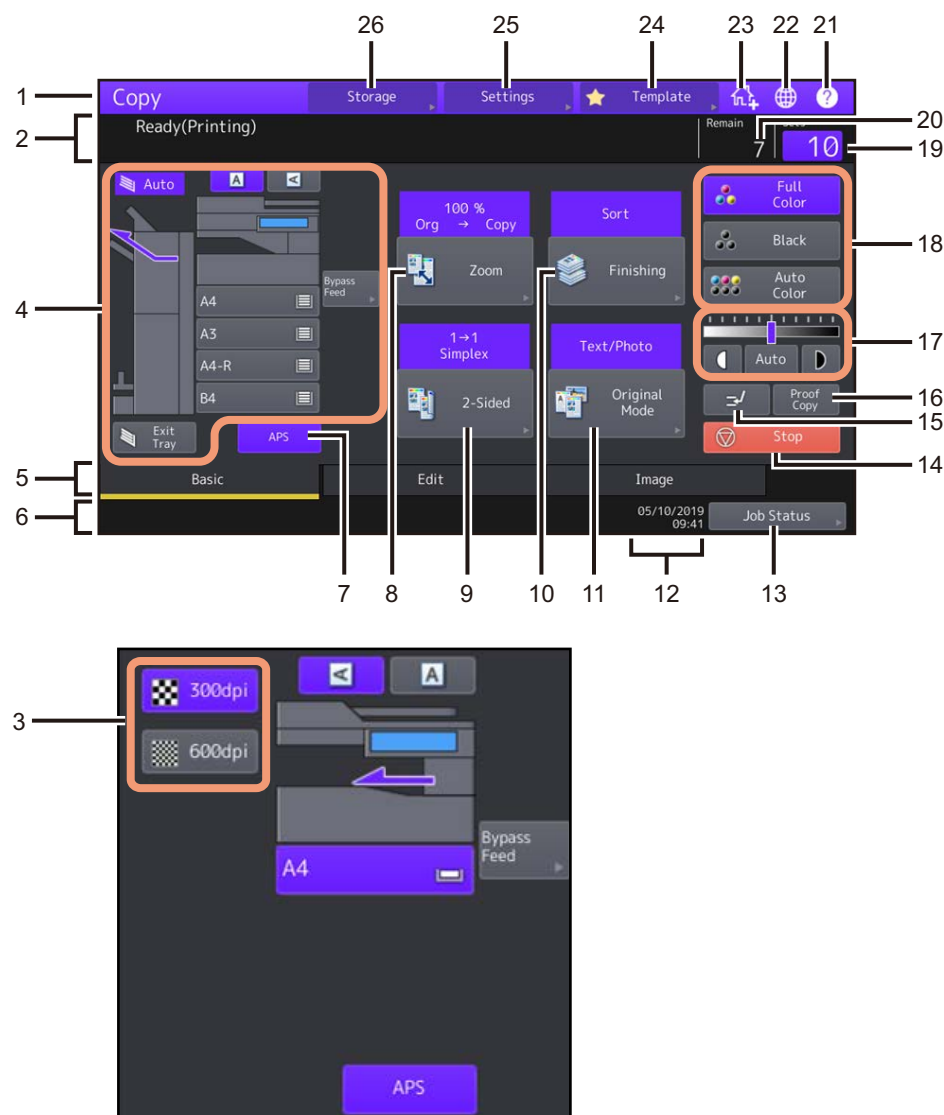 26 25 24 23 22 21
1 Copy Storage Settings Template ?
2 Ready(Printing) Remain 20
7 10 19
Auto A A
100 %
Org → Copy
Sort
Full
Color
Black 18
Auto
Color
Zoom Finishing
Bypass
Feed
4 A4
A3
A4-R
B4
1→1
Simplex
Text/Photo
Auto 17
2-Sided
Original
Mode
Proof
Copy
16
15
Exit
Tray
APS Stop
14
5 Basic Edit Image
6 05/10/2019
09:41
Job Status
7 8 9 10 11 12 13
A A
3 300dpi
600dpi
Bypass
Feed
A4
APS